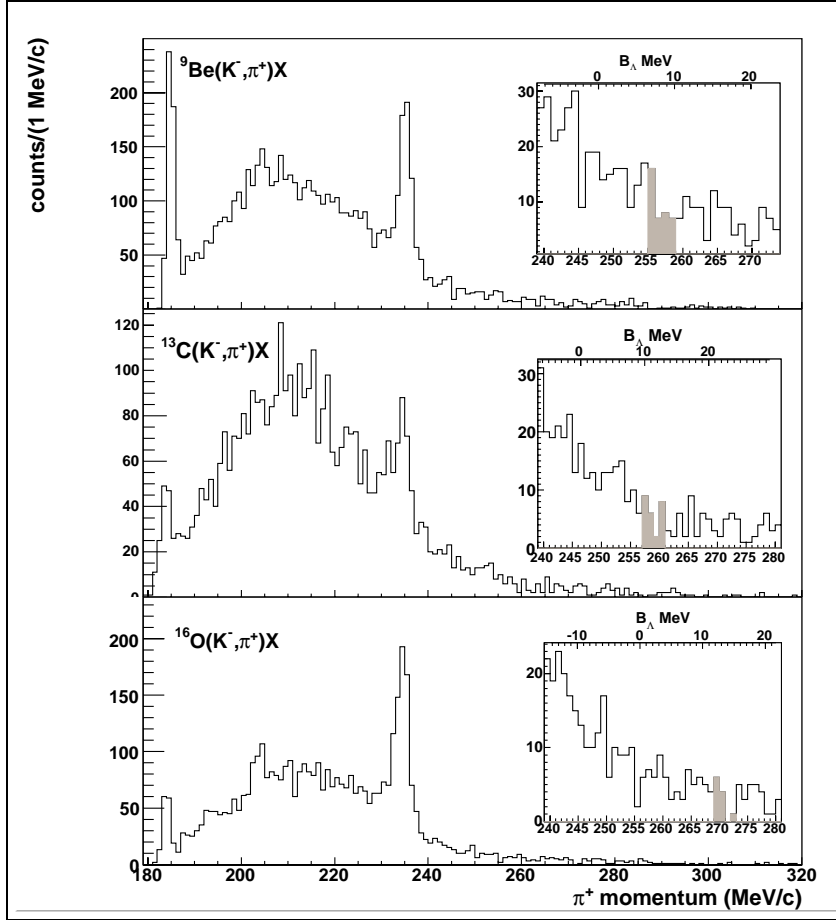 counts/(1 MeV/c)
⁹Be(K⁻,π⁺)X
200
150
100
50
B_Λ MeV
0 10 20
30
20
10
240 245 250 255 260 265 270
¹³C(K⁻,π⁺)X
120
100
80
60
40
20
0
B_Λ MeV
0 10 20
30
20
10
0
240 245 250 255 260 265 270 275 280
¹⁶O(K⁻,π⁺)X
200
150
100
50
0
B_Λ MeV
-10 0 10 20
20
10
0
240 245 250 255 260 265 270 275 280
180 200 220 240 260 280 300 320
π⁺ momentum (MeV/c)